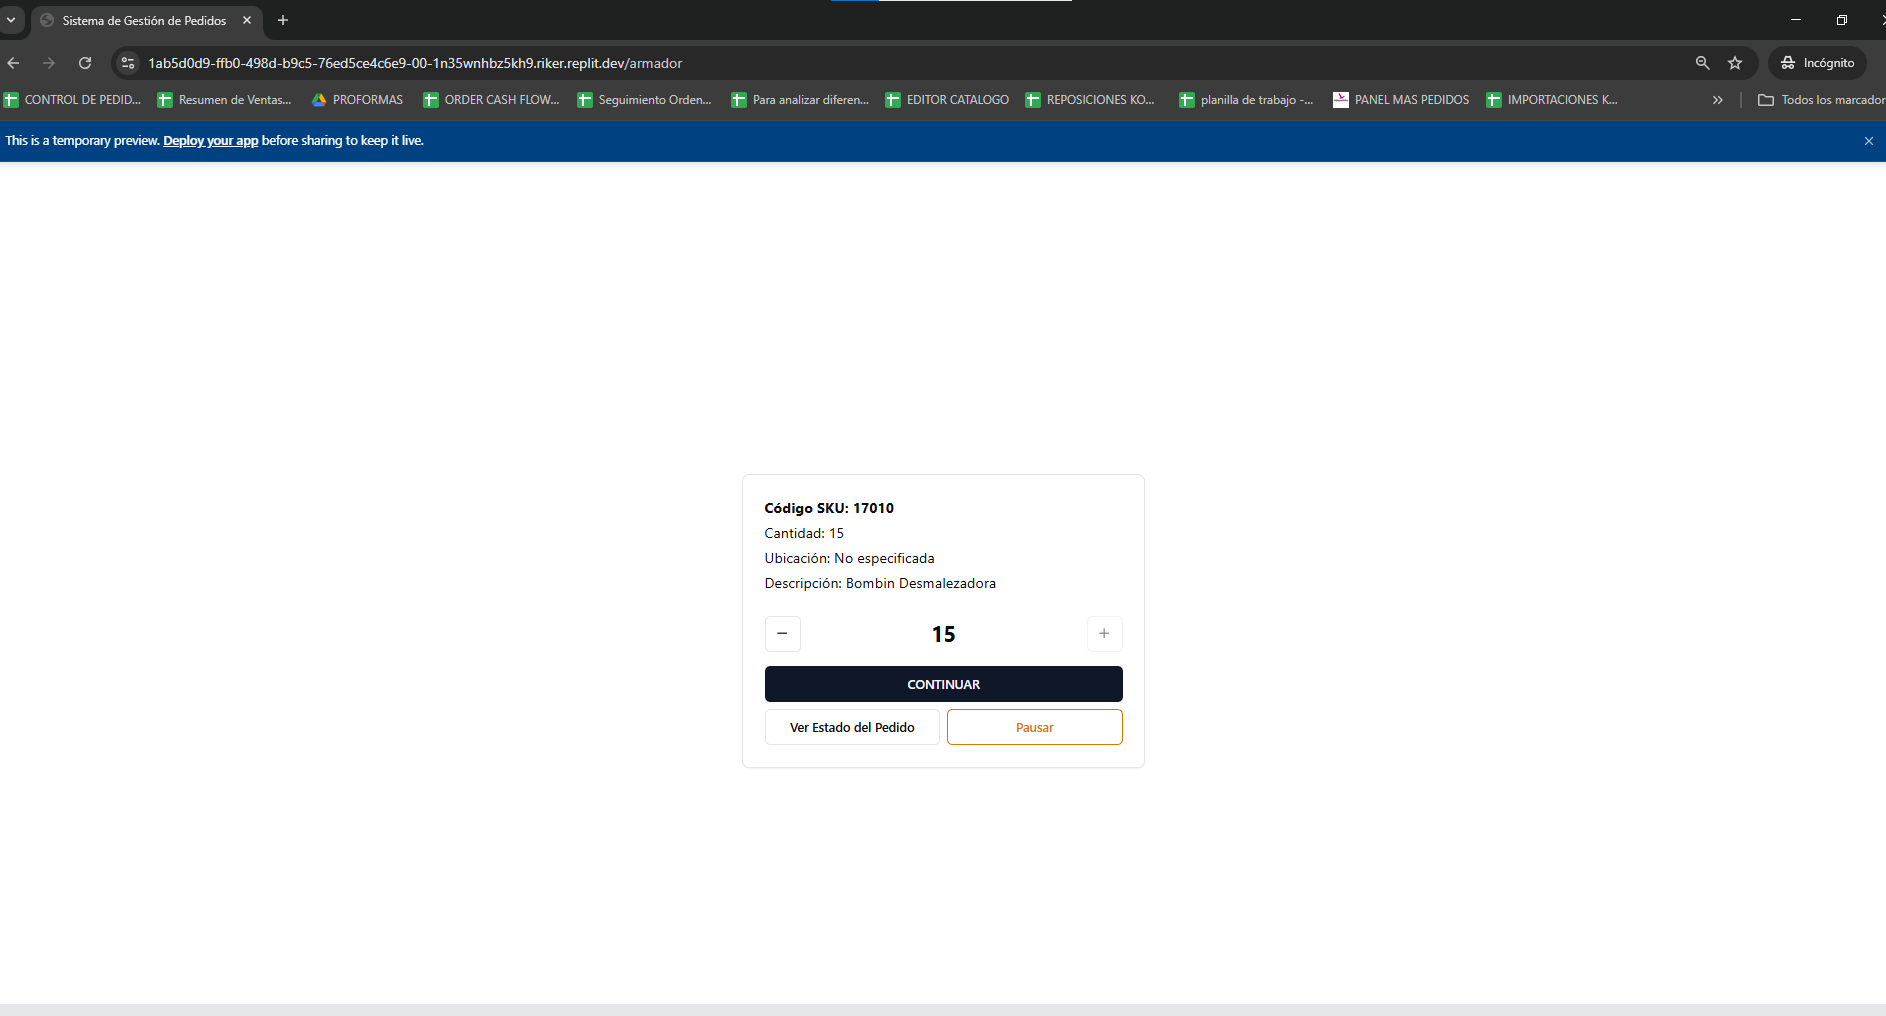 Sistema de Gestión de Pedidos
1ab5d0d9-ffb0-498d-b9c5-76ed5ce4c6e9-00-1n35wnhbz5kh9.riker.replit.dev/armador
Incógnito
CONTROL DE PEDID...
Resumen de Ventas...
PROFORMAS
ORDER CASH FLOW...
Seguimiento Orden...
Para analizar diferen...
EDITOR CATALOGO
REPOSICIONES KO...
planilla de trabajo -...
PANEL MAS PEDIDOS
IMPORTACIONES K...
Todos los marcador
This is a temporary preview. Deploy your app before sharing to keep it live.
Código SKU: 17010
Cantidad: 15
Ubicación: No especificada
Descripción: Bombin Desmalezadora
− 15 +
CONTINUAR
Ver Estado del Pedido
Pausar